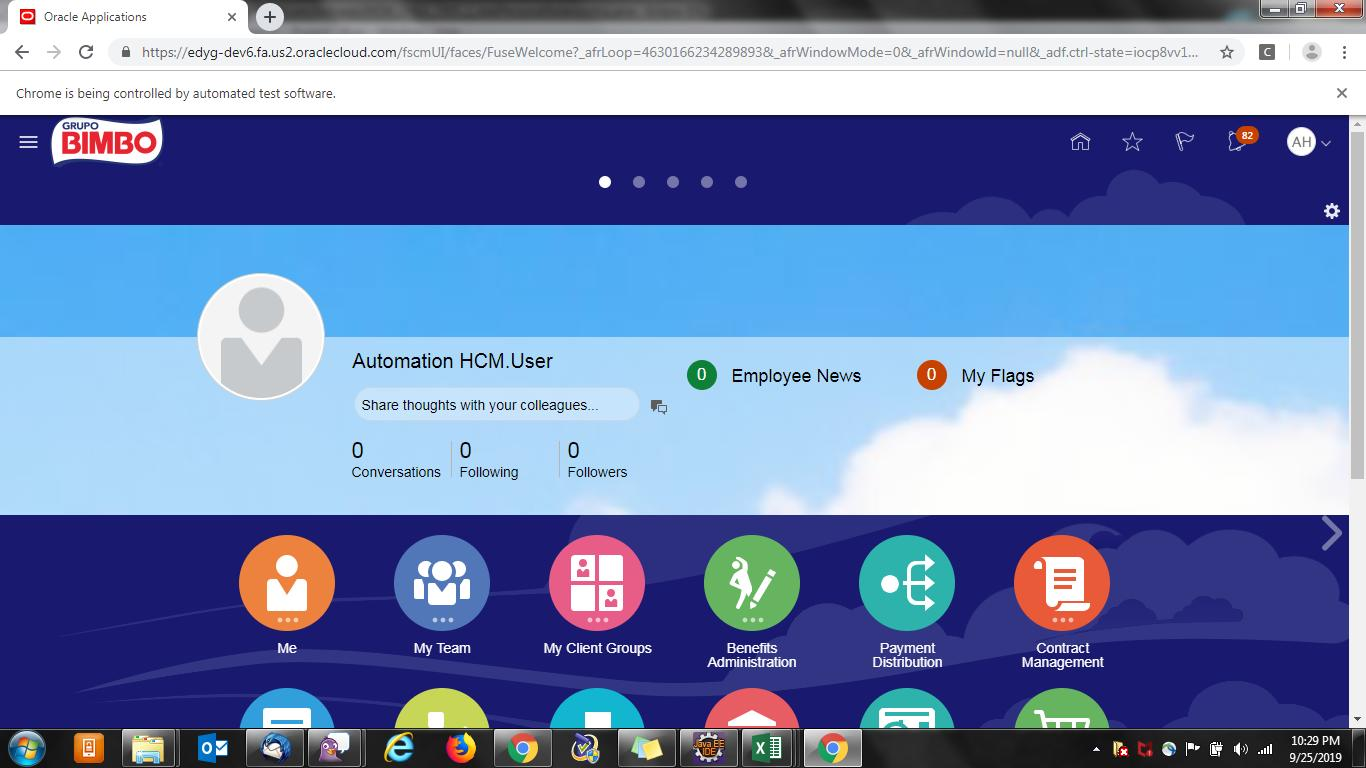 Oracle Applications
https://edyg-dev6.fa.us2.oraclecloud.com/fscmUI/faces/FuseWelcome?_afrLoop=4630166234289893&_afrWindowMode=0&_afrWindowId=null&_adf.ctrl-state=iocp8vv1...
C
Chrome is being controlled by automated test software.
GRUPO
BIMBO
82
AH
Automation HCM.User
0 Employee News
0 My Flags
Share thoughts with your colleagues...
0 0 0
Conversations Following Followers
Me
My Team
My Client Groups
Benefits
Administration
Payment
Distribution
Contract
Management
Java EE
IDE
10:29 PM
9/25/2019